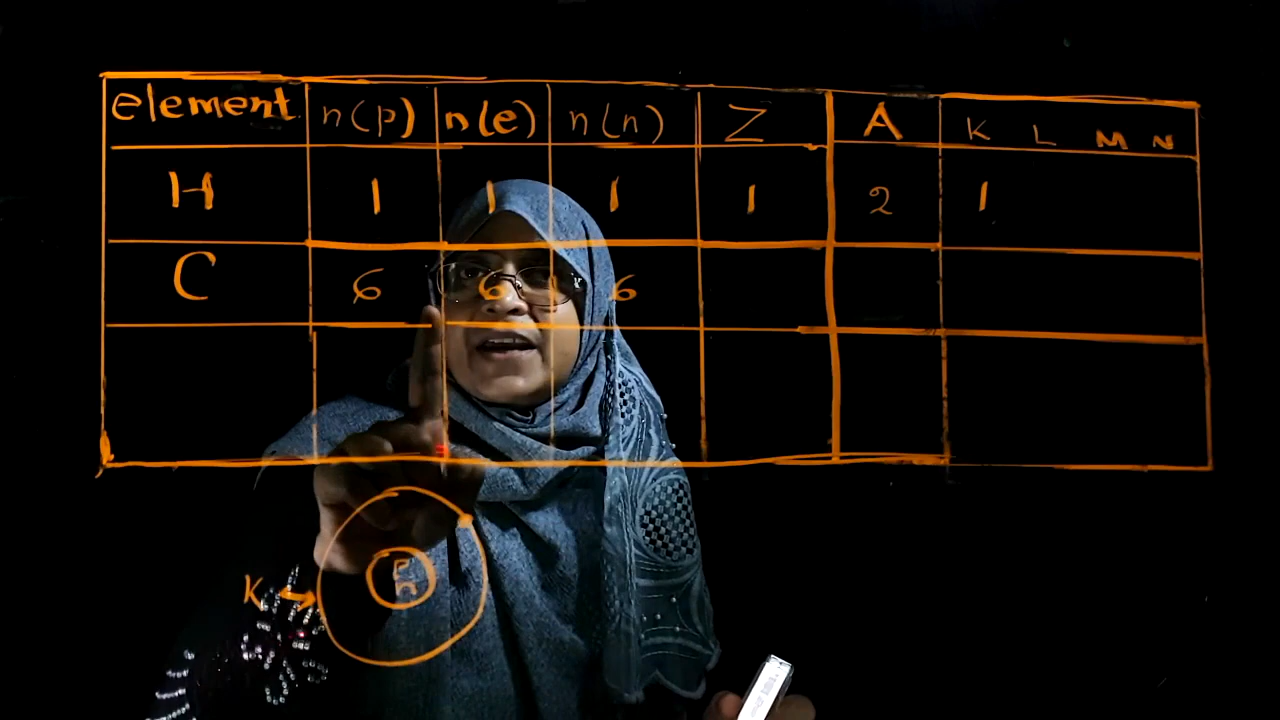 element n(p) n(e) n(n) Z A K L M N
H 1 1 1 1 2 1
C 6 6 6
K
P
n